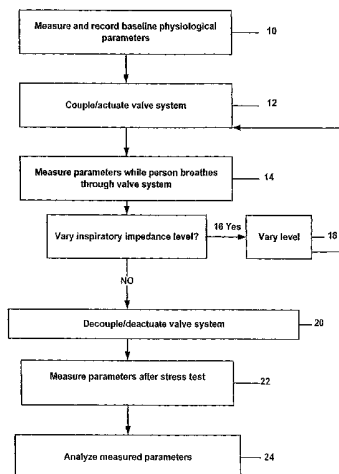 Measure and record baseline physiological
parameters
10
Couple/actuate valve system
12
Measure parameters while person breathes
through valve system
14
Vary inspiratory impedance level?
16 Yes
Vary level
18
NO
Decouple/deactuate valve system
20
Measure parameters after stress test
22
Analyze measured parameters
24